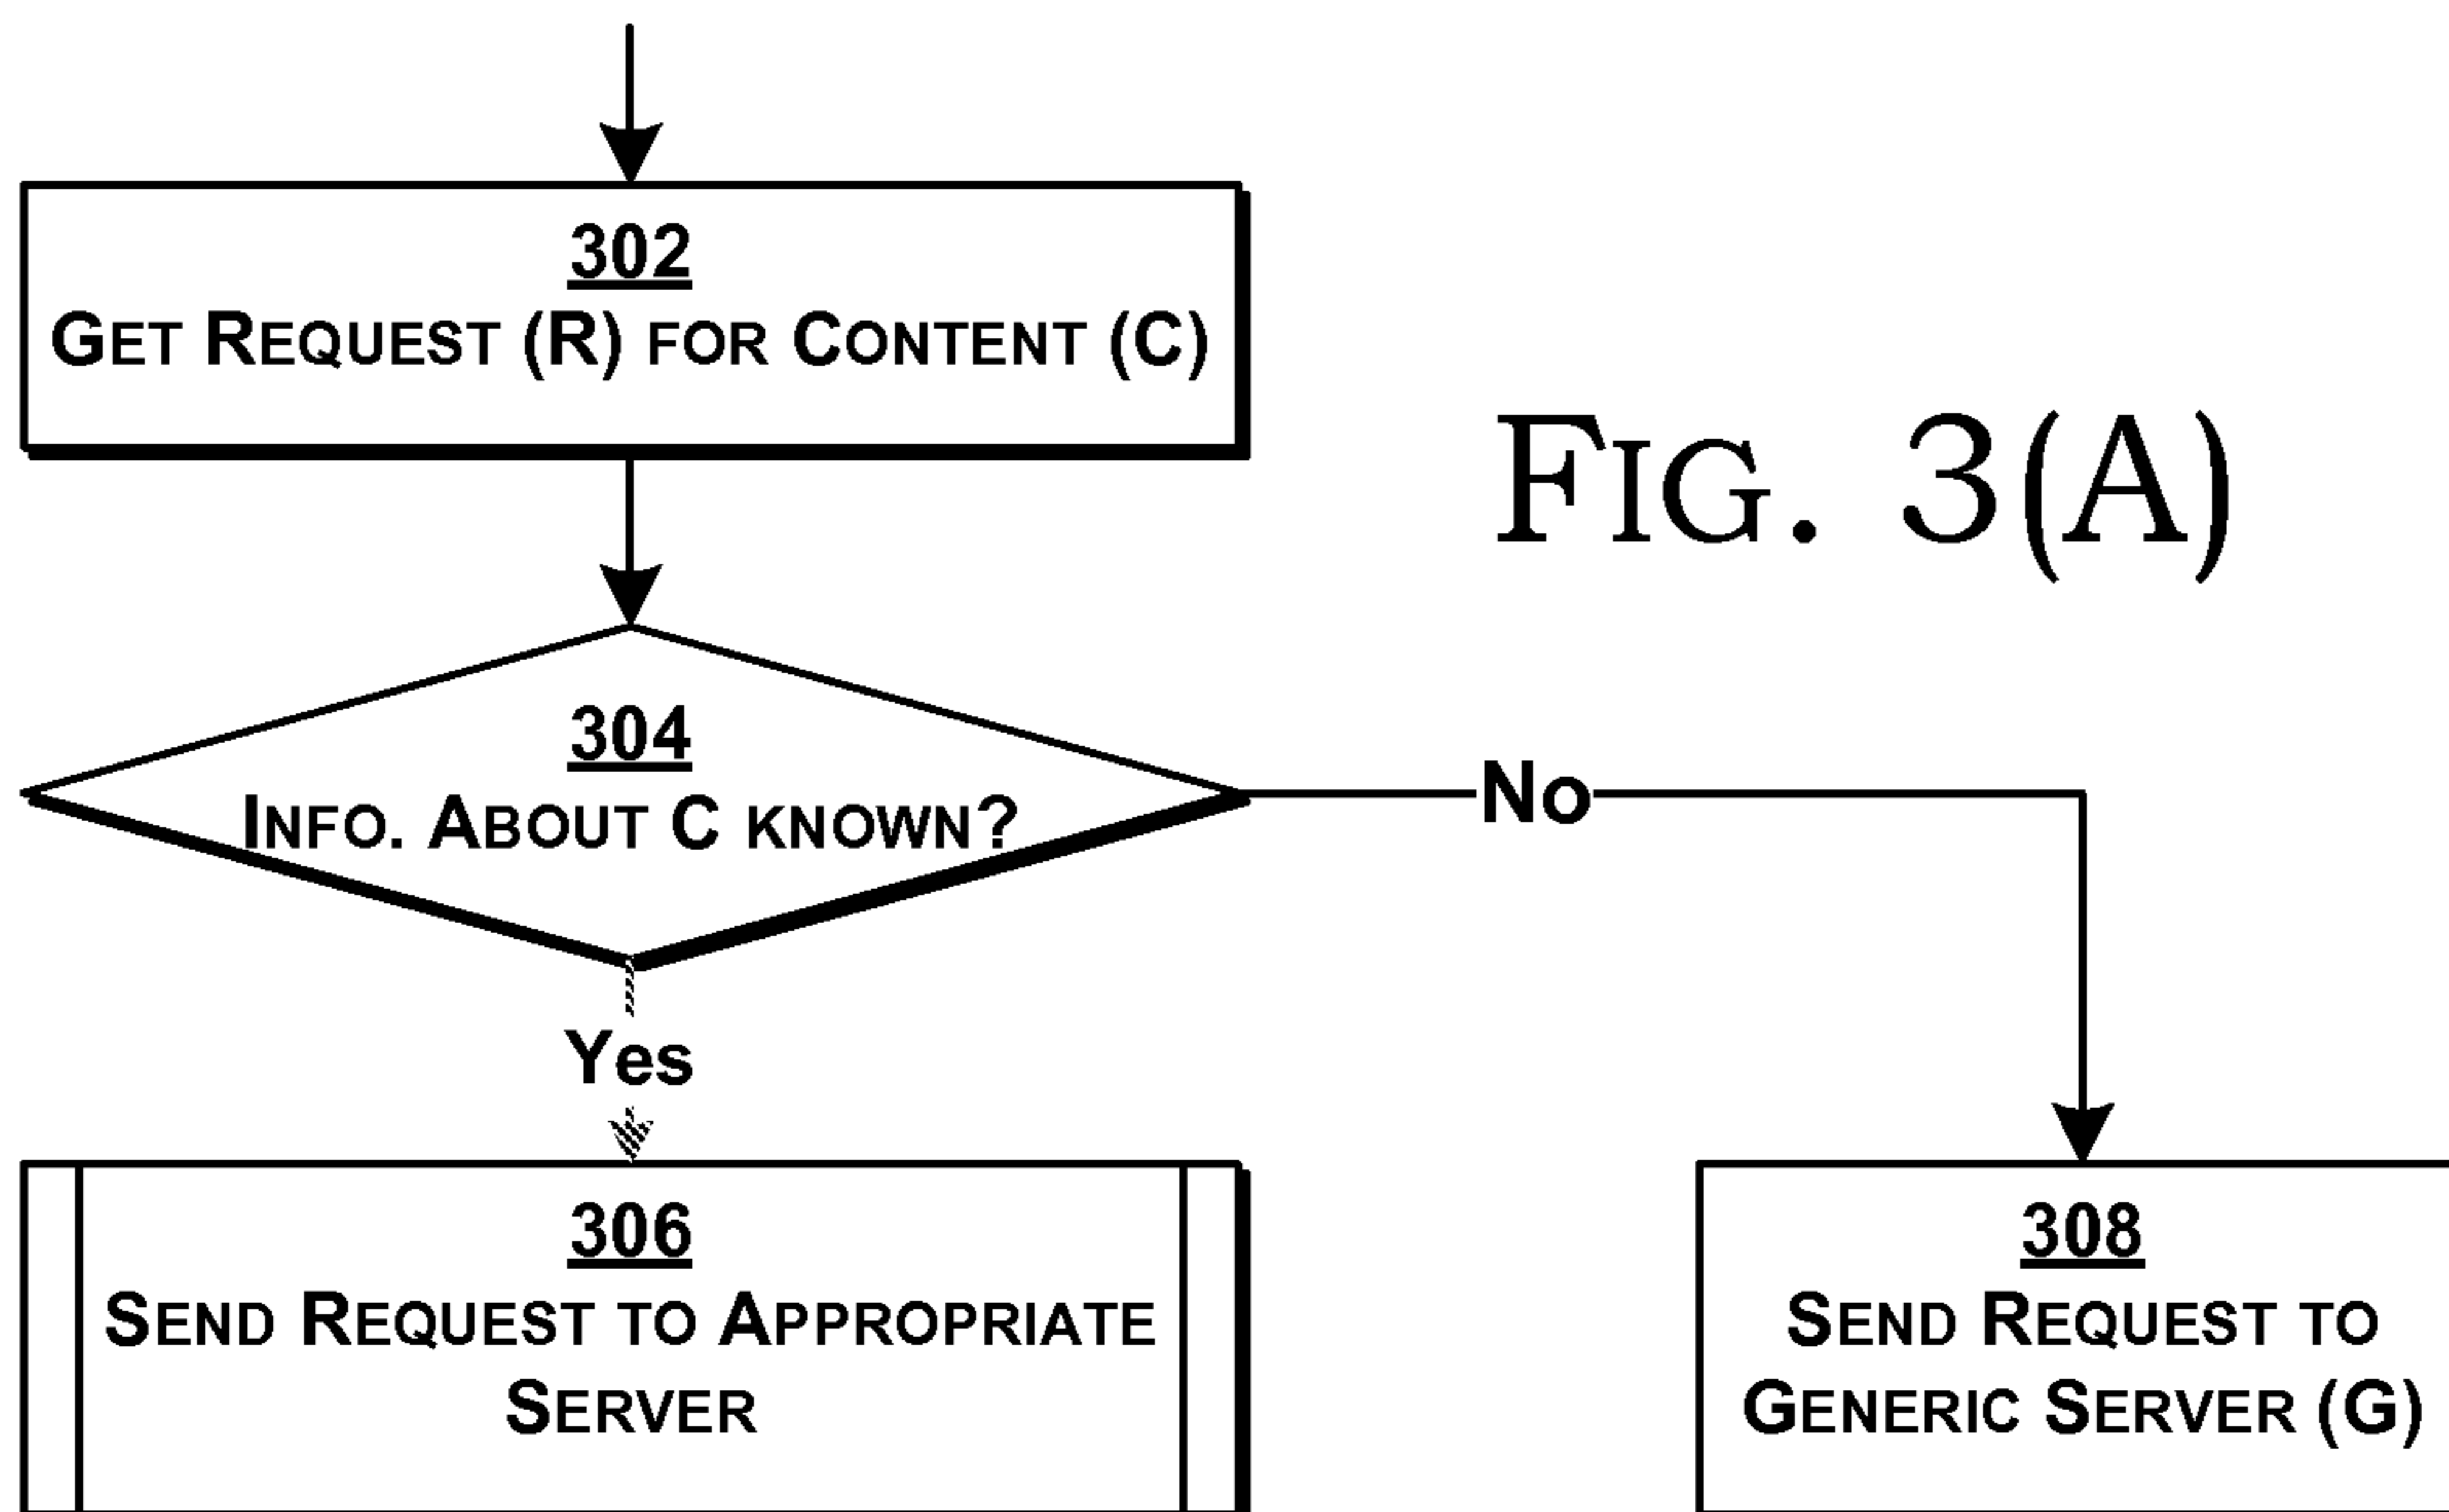 302
Get Request (R) for Content (C)
Fig. 3(A)
304
Info. About C known?
No
Yes
306
Send Request to Appropriate
Server
308
Send Request to
Generic Server (G)